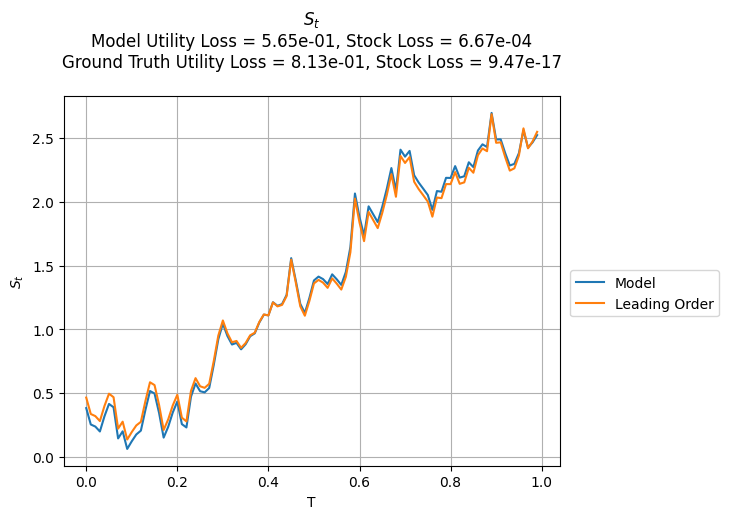 S_t
Model Utility Loss = 5.65e-01, Stock Loss = 6.67e-04
Ground Truth Utility Loss = 8.13e-01, Stock Loss = 9.47e-17
2.5
2.0
1.5
1.0
0.5
0.0
S_t
0.0 0.2 0.4 0.6 0.8 1.0
T
Model
Leading Order